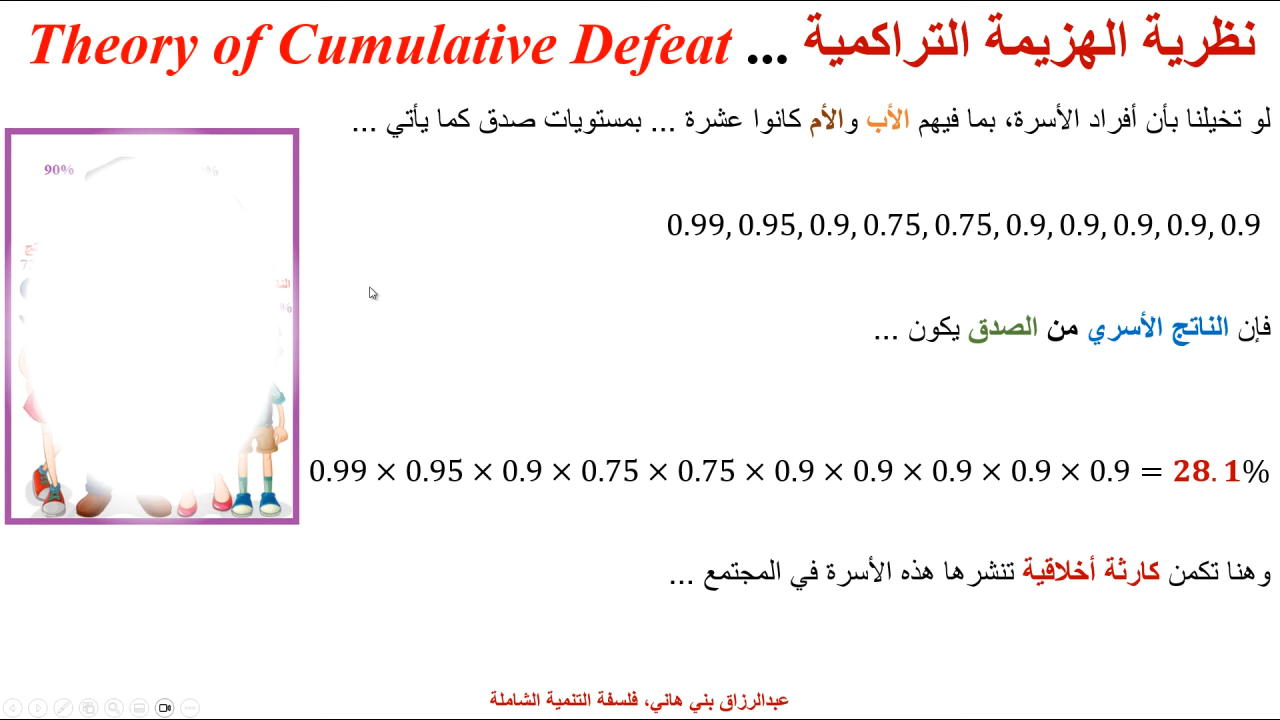 نظرية الهزيمة التراكمية ... Theory of Cumulative Defeat
لو تخيلنا بأن أفراد الأسرة، بما فيهم الأب والأم كانوا عشرة ... بمستويات صدق كما يأتي ...
90%
0.99, 0.95, 0.9, 0.75, 0.75, 0.9, 0.9, 0.9, 0.9, 0.9
فإن الناتج الأسري من الصدق يكون ...
0.99 × 0.95 × 0.9 × 0.75 × 0.75 × 0.9 × 0.9 × 0.9 × 0.9 × 0.9 = 28.1%
وهنا تكمن كارثة أخلاقية تنشرها هذه الأسرة في المجتمع ...
عبدالرزاق بني هاني، فلسفة التنمية الشاملة